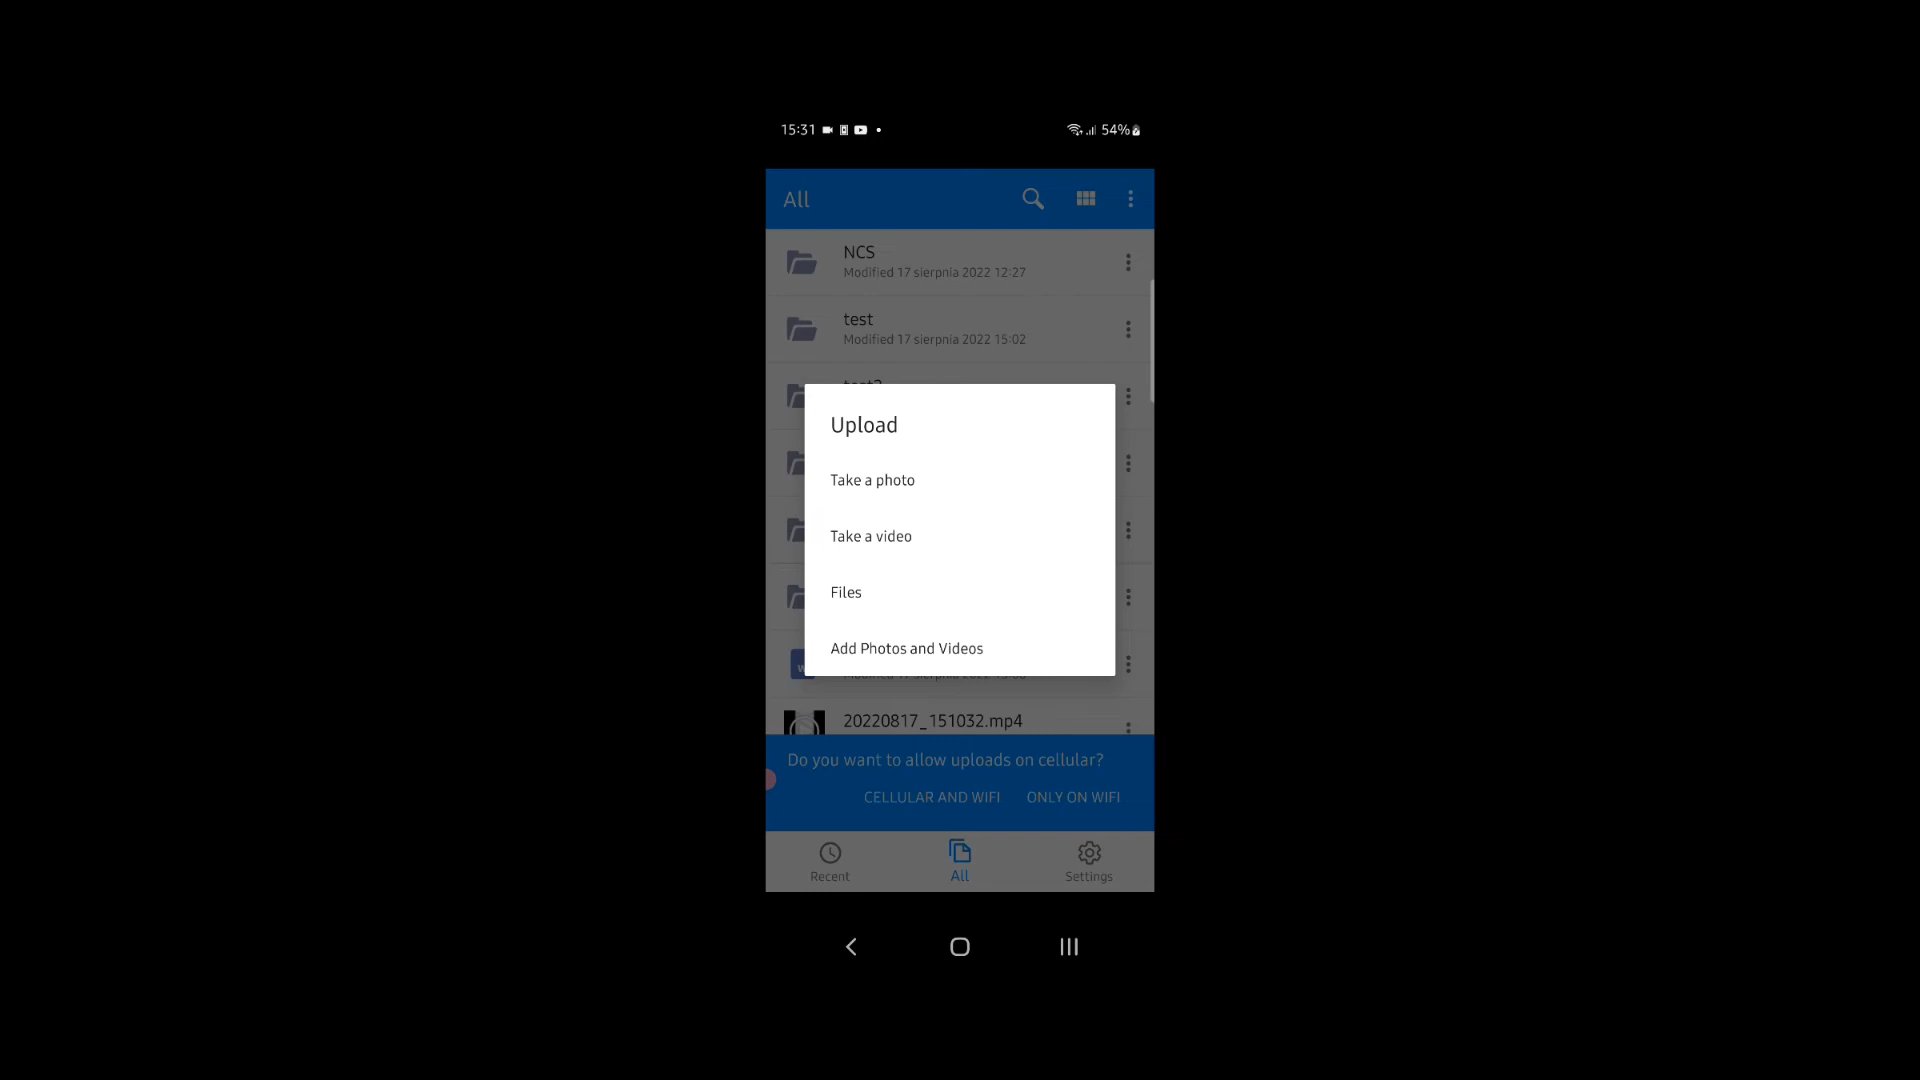 15:31
54%
All
NCS
Modified 17 sierpnia 2022 12:27
test
Modified 17 sierpnia 2022 15:02
Upload
Take a photo
Take a video
Files
Add Photos and Videos
20220817_151032.mp4
Do you want to allow uploads on cellular?
CELLULAR AND WIFI ONLY ON WIFI
Recent All Settings